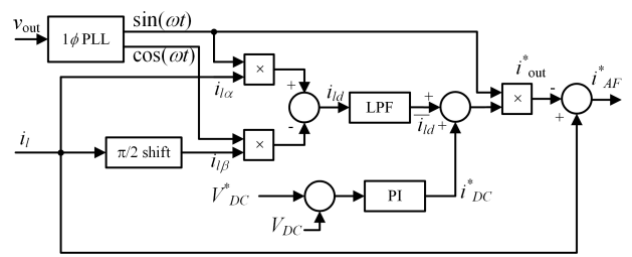 v_out
1ϕ PLL
sin(ωt)
cos(ωt)
×
i_lα
+
-
i_ld
LPF
+
i_ld
+
×
i*_out
-
+
i*_AF
i_l
π/2 shift
i_lβ
×
V*_DC
V_DC
PI
i*_DC